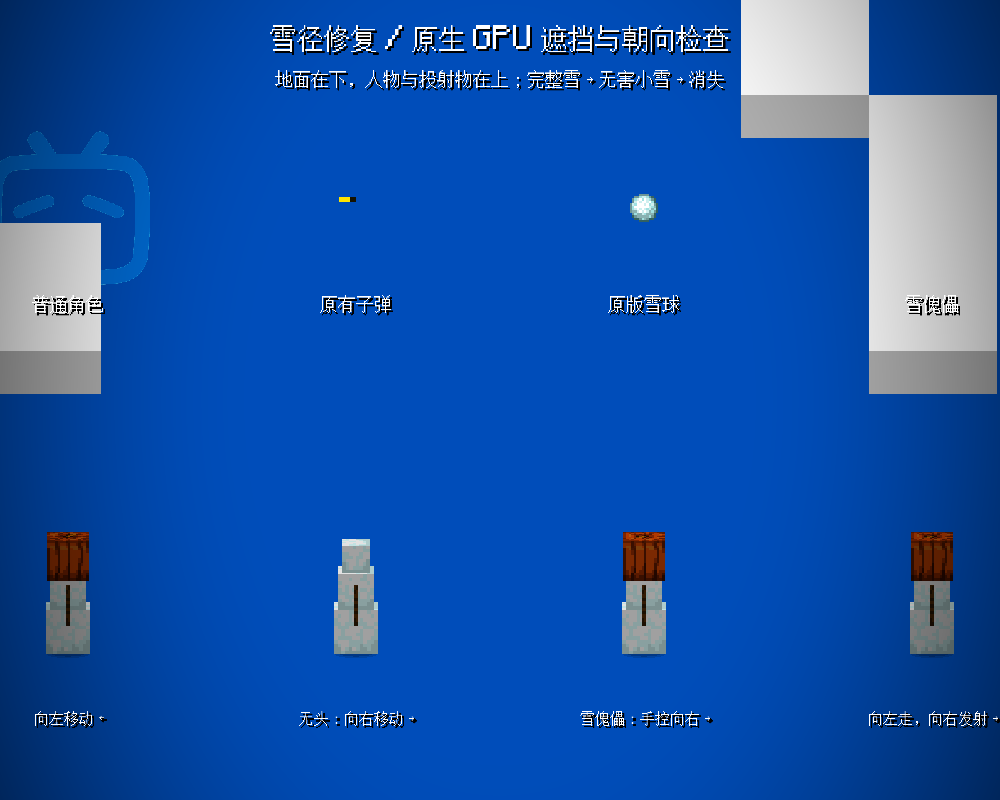 雪径修复 / 原生 GPU 遮挡与朝向检查
地面在下，人物与投射物在上；完整雪→无害小雪→消失
普通角色
原有子弹
原版雪球
雪傀儡
向左移动 ←
无头：向右移动 →
雪傀儡：手控向右 →
向左走，向右发射 →